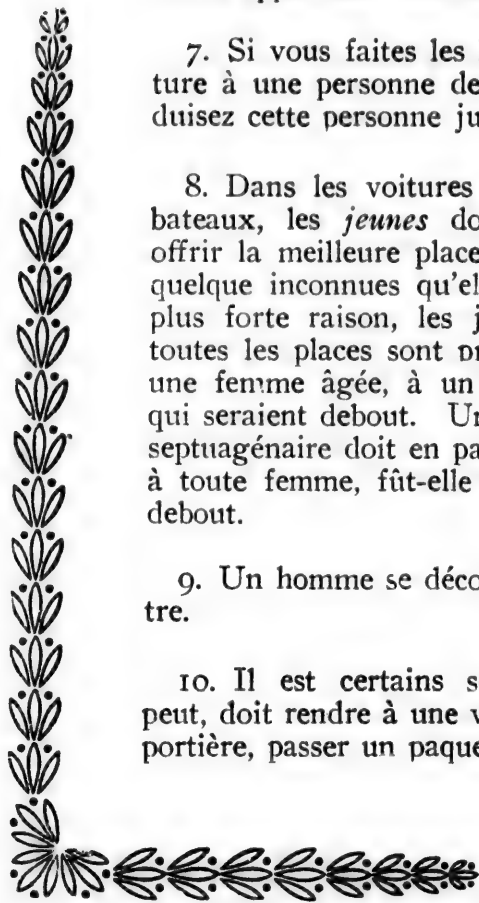 7. Si vous faites les
ture à une personne de
duisez cette personne ju
8. Dans les voitures
bateaux, les jeunes do
offrir la meilleure place
quelque inconnues qu'el
plus forte raison, les j
toutes les places sont pr
une femme âgée, à un
qui seraient debout. Un
septuagénaire doit en pa
à toute femme, fût-elle
debout.
9. Un homme se déco
tre.
10. Il est certains s
peut, doit rendre à une v
portière, passer un paque